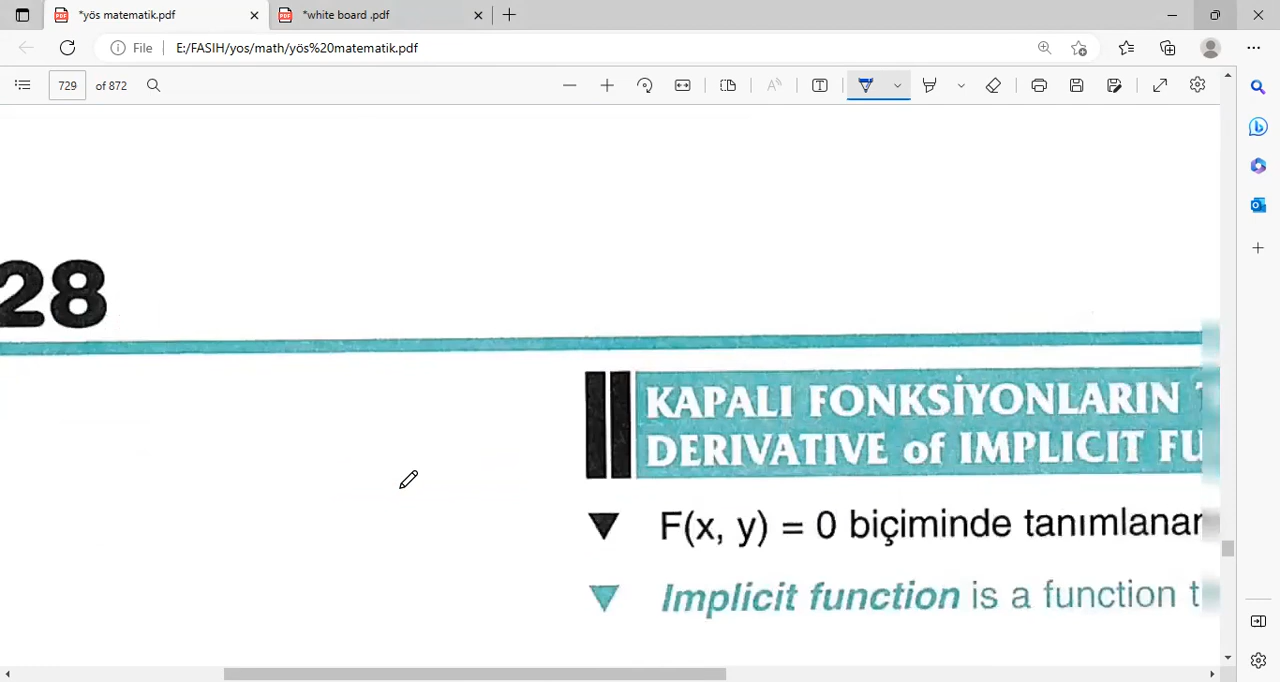 *yös matematik.pdf
*white board .pdf
File
E:/FASIH/yos/math/yös%20matematik.pdf
729 of 872
28
KAPALI FONKSİYONLARIN
DERIVATIVE of IMPLICIT FU
F(x, y) = 0 biçiminde tanımlanar
Implicit function is a function t